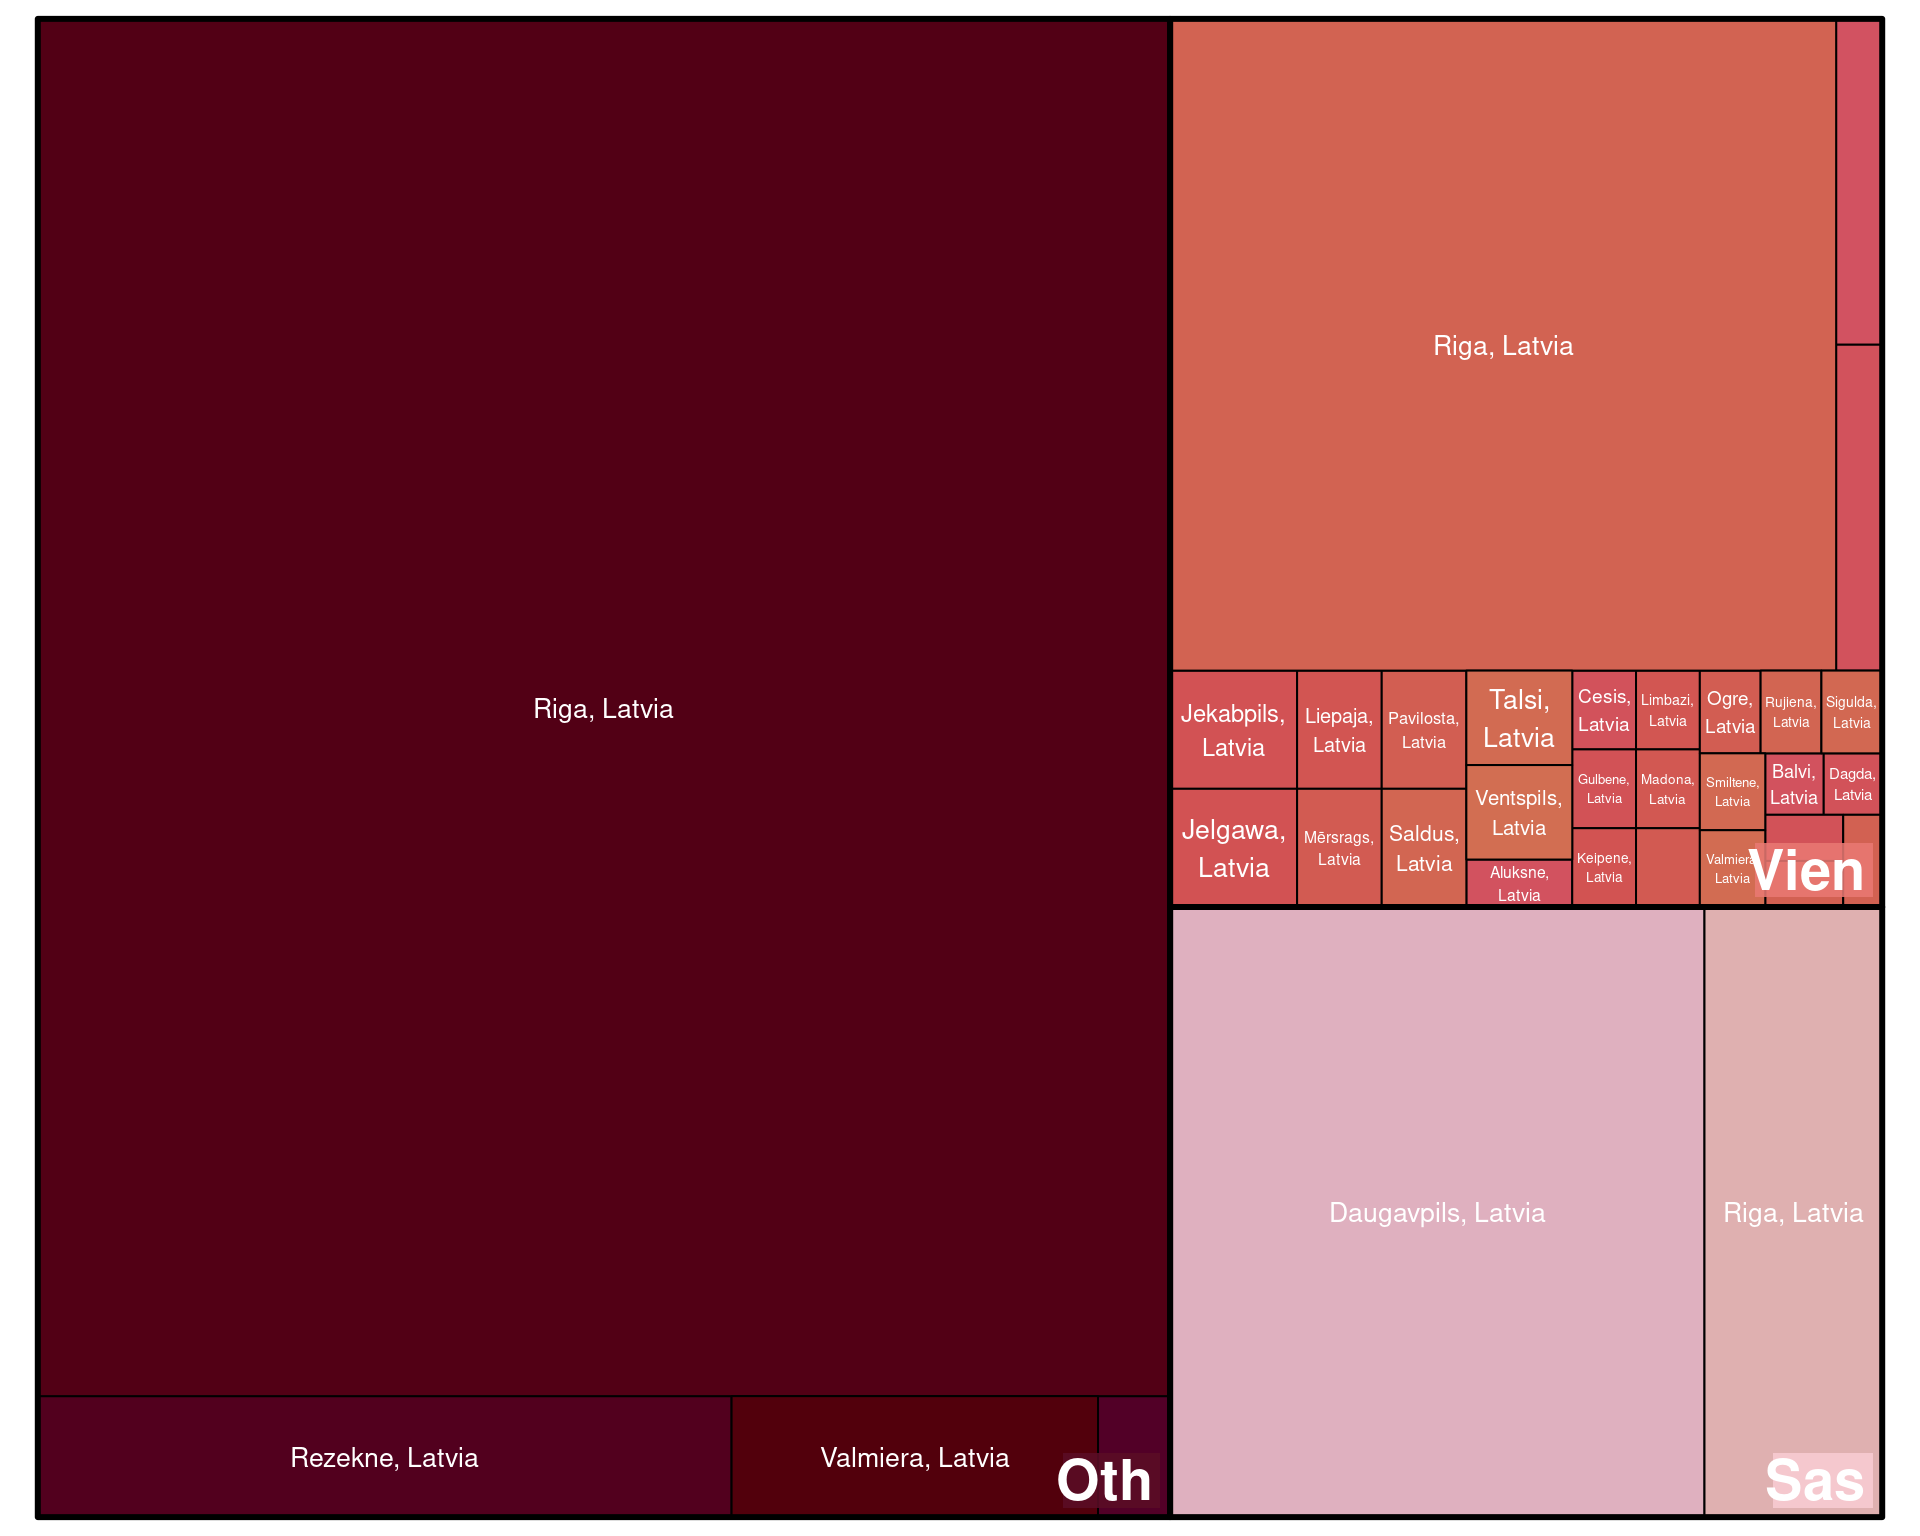 Riga, Latvia
Rezekne, Latvia
Valmiera, Latvia
Oth
Riga, Latvia
Jekabpils,
Latvia
Liepaja,
Latvia
Pavilosta,
Latvia
Talsi,
Latvia
Cesis,
Latvia
Limbazi,
Latvia
Ogre,
Latvia
Rujiena,
Latvia
Sigulda,
Latvia
Jelgawa,
Latvia
Mērsrags,
Latvia
Saldus,
Latvia
Ventspils,
Latvia
Aluksne,
Latvia
Gulbene,
Latvia
Madona,
Latvia
Keipene,
Latvia
Smiltene,
Latvia
Balvi,
Latvia
Dagda,
Latvia
Valmiera
Latvia
Vien
Daugavpils, Latvia
Riga, Latvia
Sas